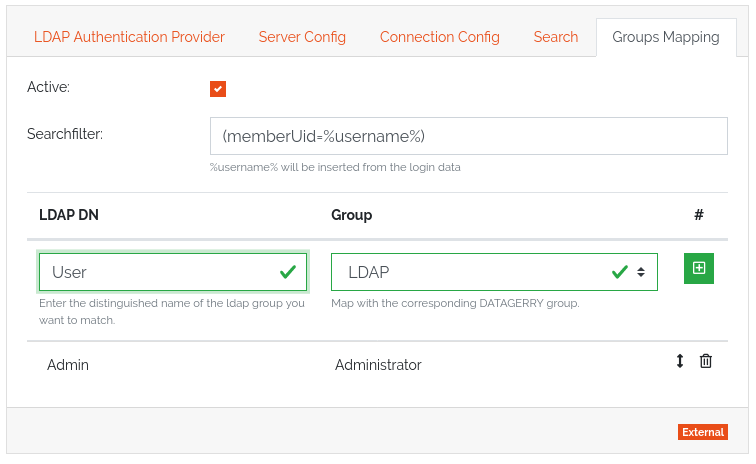 LDAP Authentication Provider Server Config Connection Config Search Groups Mapping
Active:
Searchfilter: (memberUid=%username%)
%username% will be inserted from the login data
LDAP DN Group #
User LDAP
Enter the distinguished name of the ldap group you Map with the corresponding DATAGERRY group.
want to match.
Admin Administrator
External